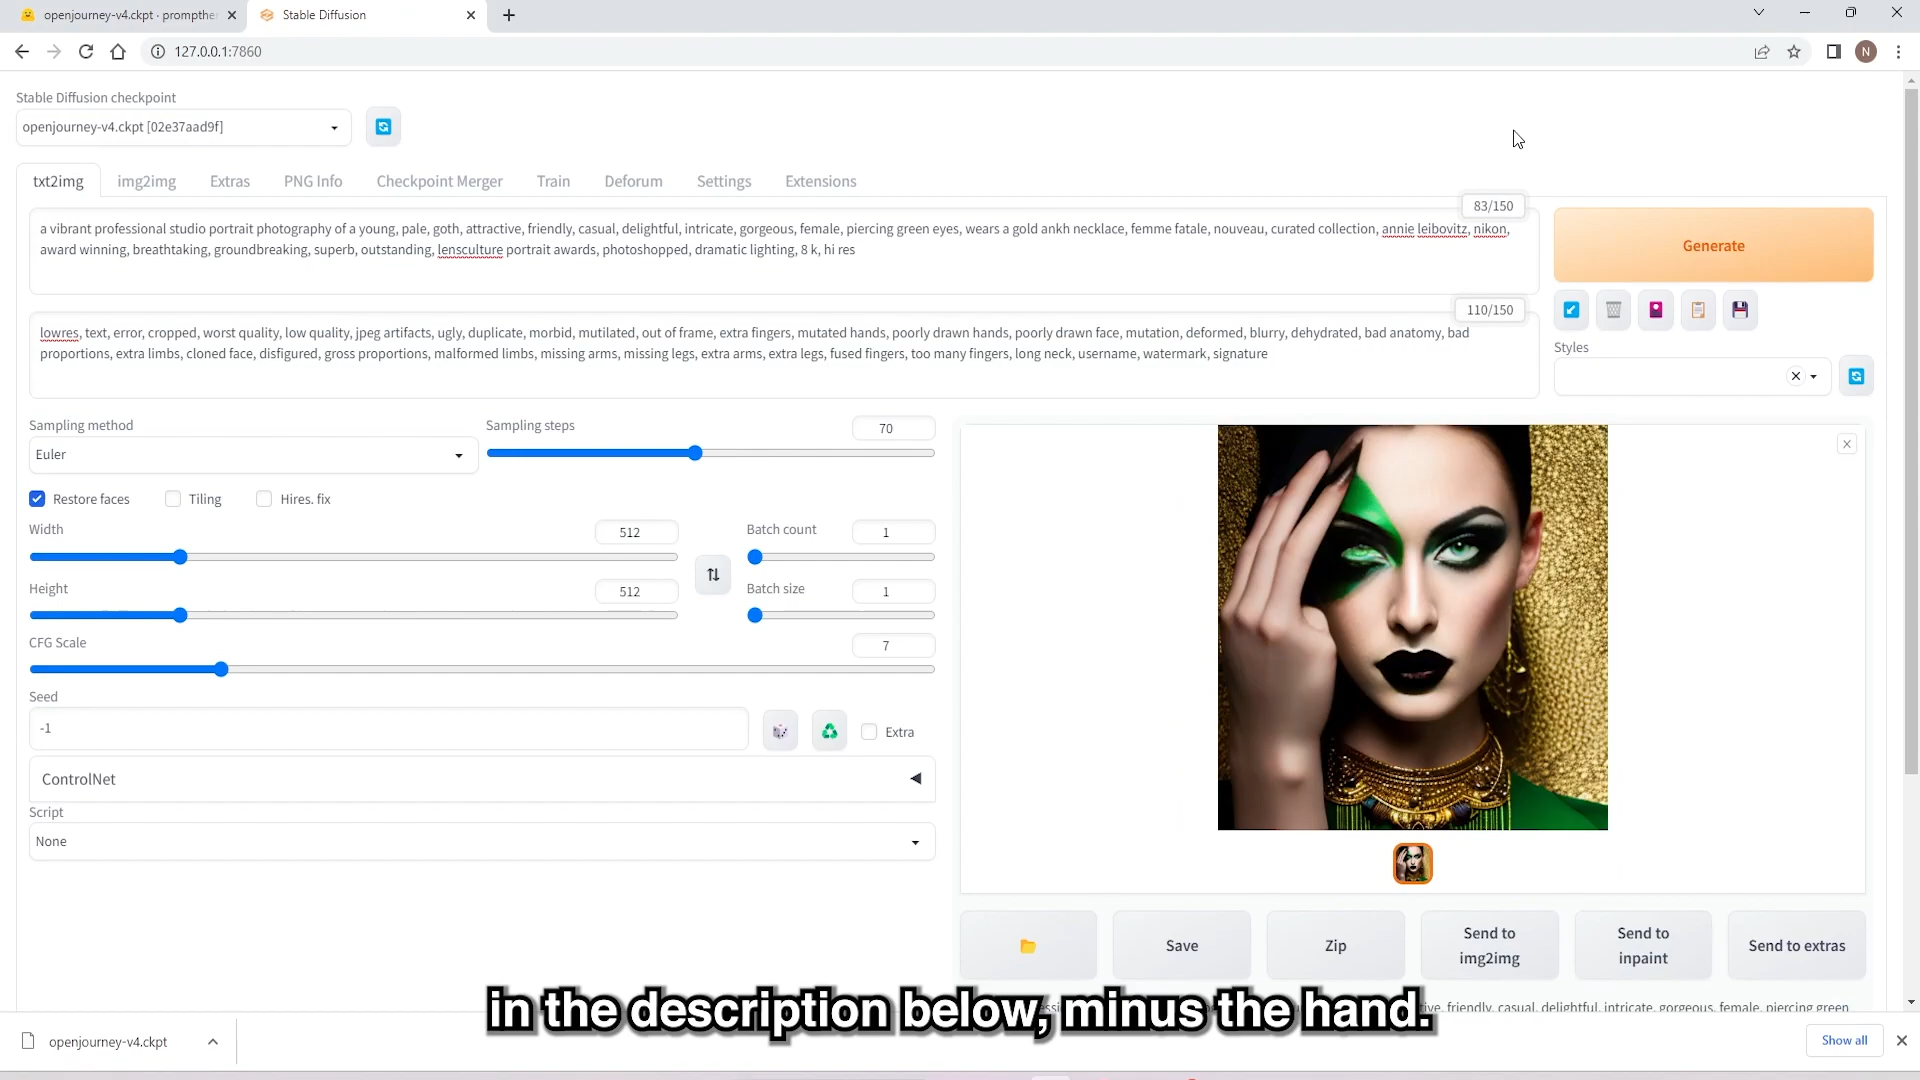 openjourney-v4.ckpt · prompther
Stable Diffusion
127.0.0.1:7860
N
Stable Diffusion checkpoint
openjourney-v4.ckpt [02e37aad9f]
txt2img
img2img
Extras
PNG Info
Checkpoint Merger
Train
Deforum
Settings
Extensions
83/150
a vibrant professional studio portrait photography of a young, pale, goth, attractive, friendly, casual, delightful, intricate, gorgeous, female, piercing green eyes, wears a gold ankh necklace, femme fatale, nouveau, curated collection, annie leibovitz, nikon,
award winning, breathtaking, groundbreaking, superb, outstanding, lensculture portrait awards, photoshopped, dramatic lighting, 8 k, hi res
Generate
110/150
lowres, text, error, cropped, worst quality, low quality, jpeg artifacts, ugly, duplicate, morbid, mutilated, out of frame, extra fingers, mutated hands, poorly drawn hands, poorly drawn face, mutation, deformed, blurry, dehydrated, bad anatomy, bad
proportions, extra limbs, cloned face, disfigured, gross proportions, malformed limbs, missing arms, missing legs, extra arms, extra legs, fused fingers, too many fingers, long neck, username, watermark, signature
Styles
Sampling method
Euler
Sampling steps
70
Restore faces
Tiling
Hires. fix
Width
512
Batch count
1
Height
512
Batch size
1
CFG Scale
7
Seed
-1
Extra
ControlNet
Script
None
Save
Zip
Send to
img2img
Send to
inpaint
Send to extras
friendly, casual, delightful, intricate, gorgeous, female, piercing green
in the description below, minus the hand.
openjourney-v4.ckpt
Show all